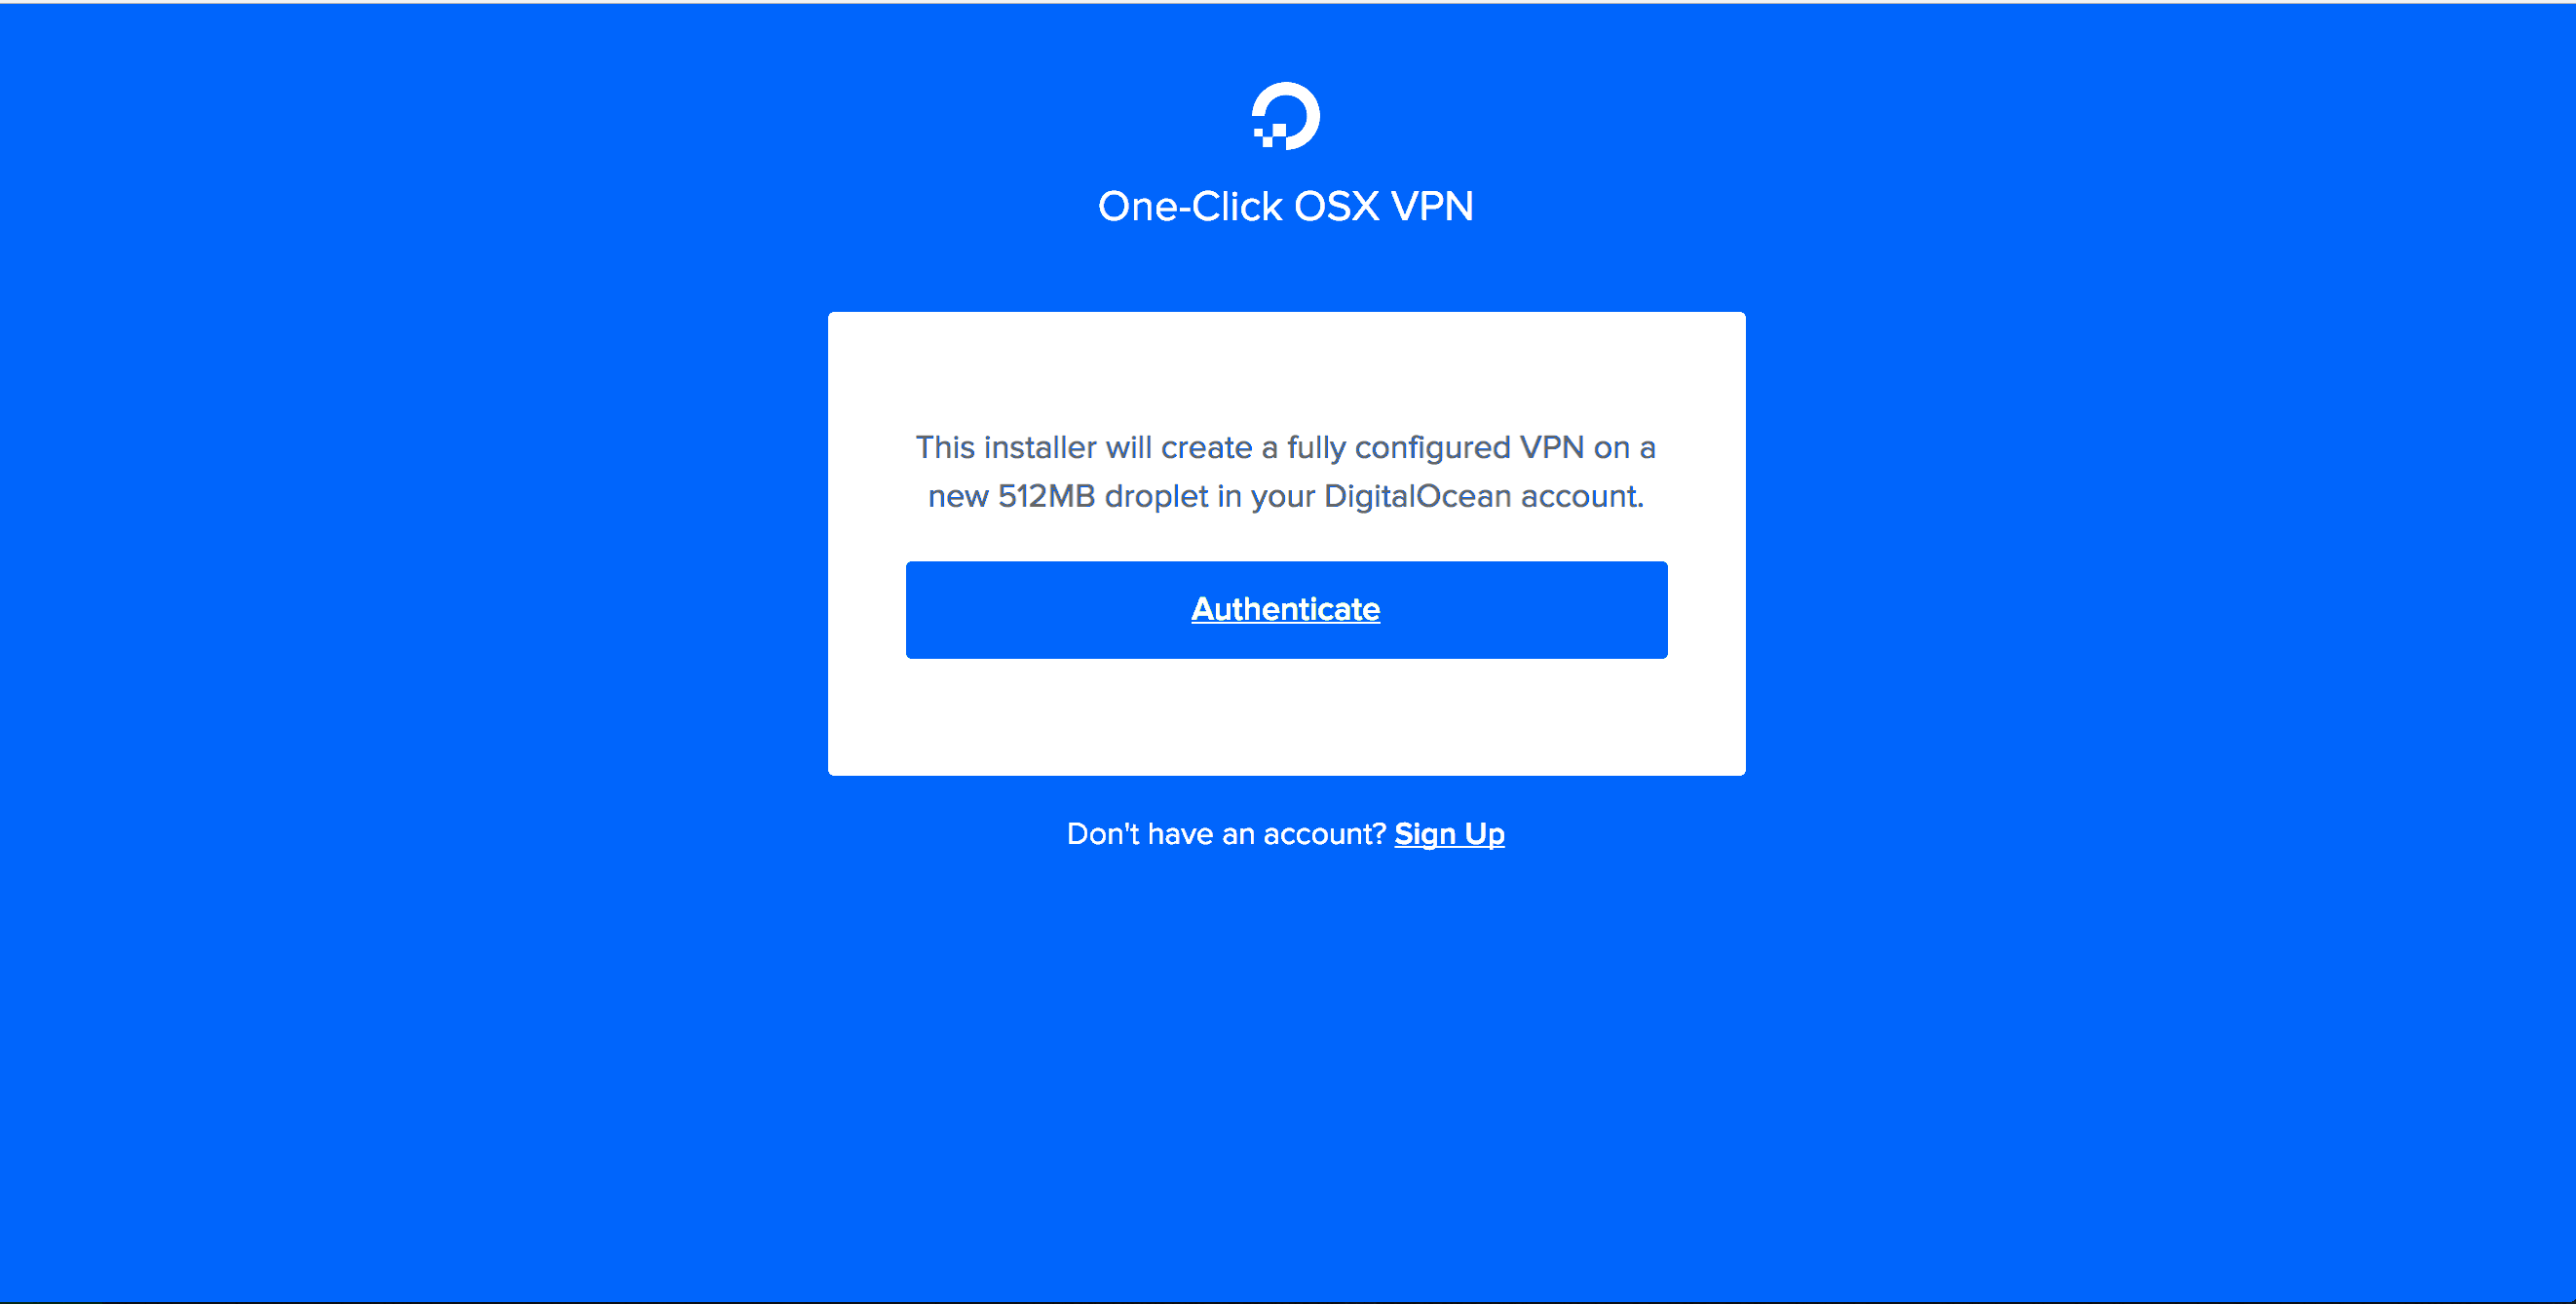 One-Click OSX VPN
This installer will create a fully configured VPN on a
new 512MB droplet in your DigitalOcean account.
Authenticate
Don't have an account? Sign Up